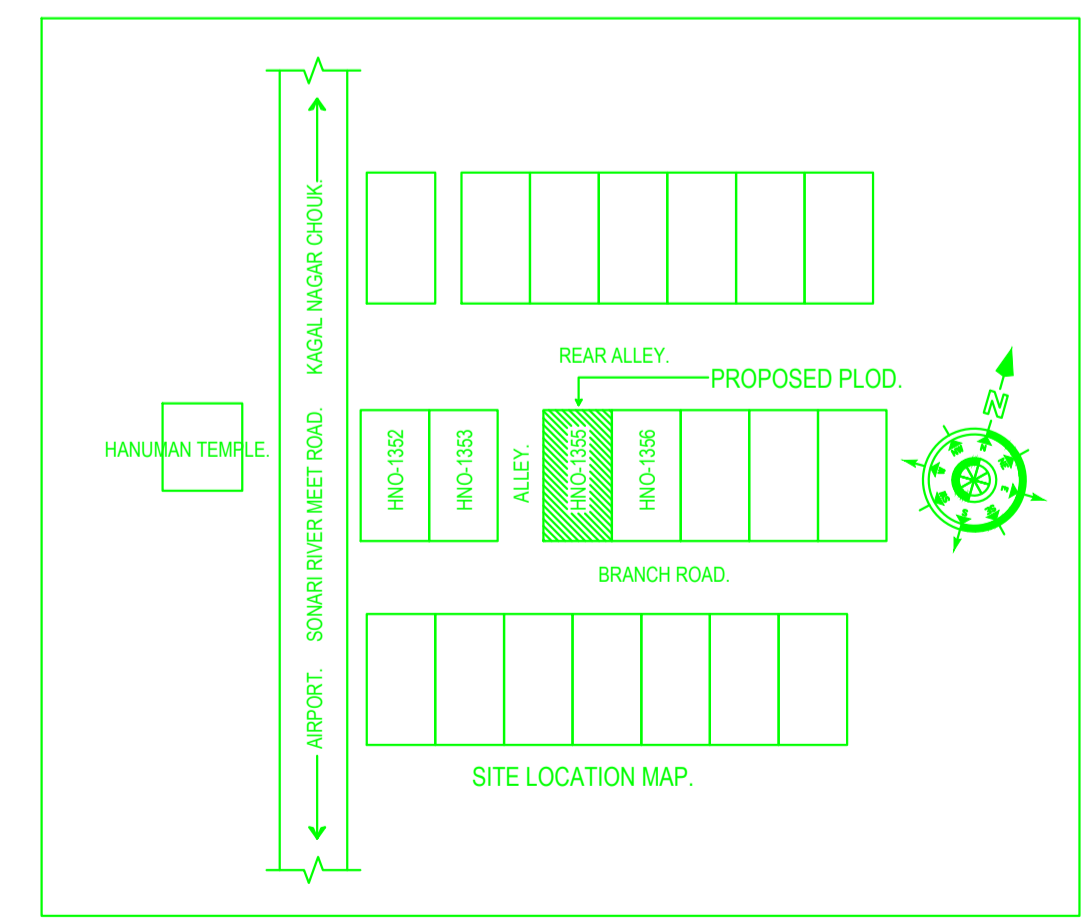 KAGAL NAGAR CHOUK.
SONARI RIVER MEET ROAD.
AIRPORT.
HANUMAN TEMPLE.
REAR ALLEY.
PROPOSED PLOD.
HNO-1352
HNO-1353
ALLEY.
HNO-1355
HNO-1356
N
BRANCH ROAD.
SITE LOCATION MAP.